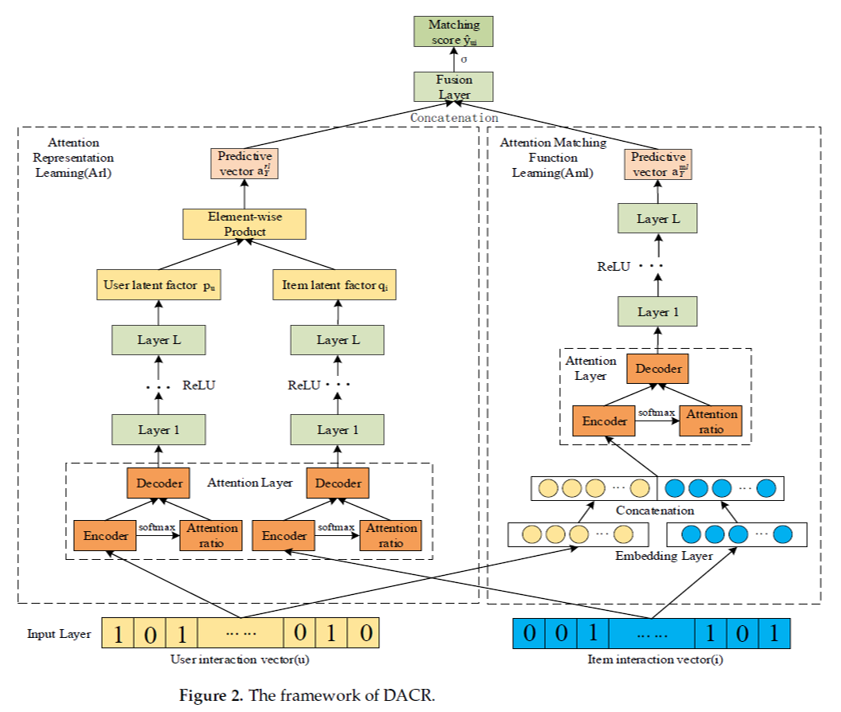 Matching
score ŷui
σ
Fusion
Layer
Concatenation
Attention
Representation
Learning(Arl)
Predictive
vector a_T^rl
Element-wise
Product
User latent factor pu
Item latent factor qi
Layer L
Layer L
··· ReLU
ReLU ···
Layer 1
Layer 1
Attention Layer
Decoder
Decoder
Encoder
softmax
Attention
ratio
Encoder
softmax
Attention
ratio
Attention Matching
Function
Learning(Aml)
Predictive
vector a_T^ml
Layer L
ReLU ···
Layer 1
Attention
Layer
Decoder
Encoder
softmax
Attention
ratio
···
···
Concatenation
···
···
Embedding Layer
Input Layer
1 0 1 ...... 0 1 0
User interaction vector(u)
0 0 1 ...... 1 0 1
Item interaction vector(i)
Figure 2. The framework of DACR.